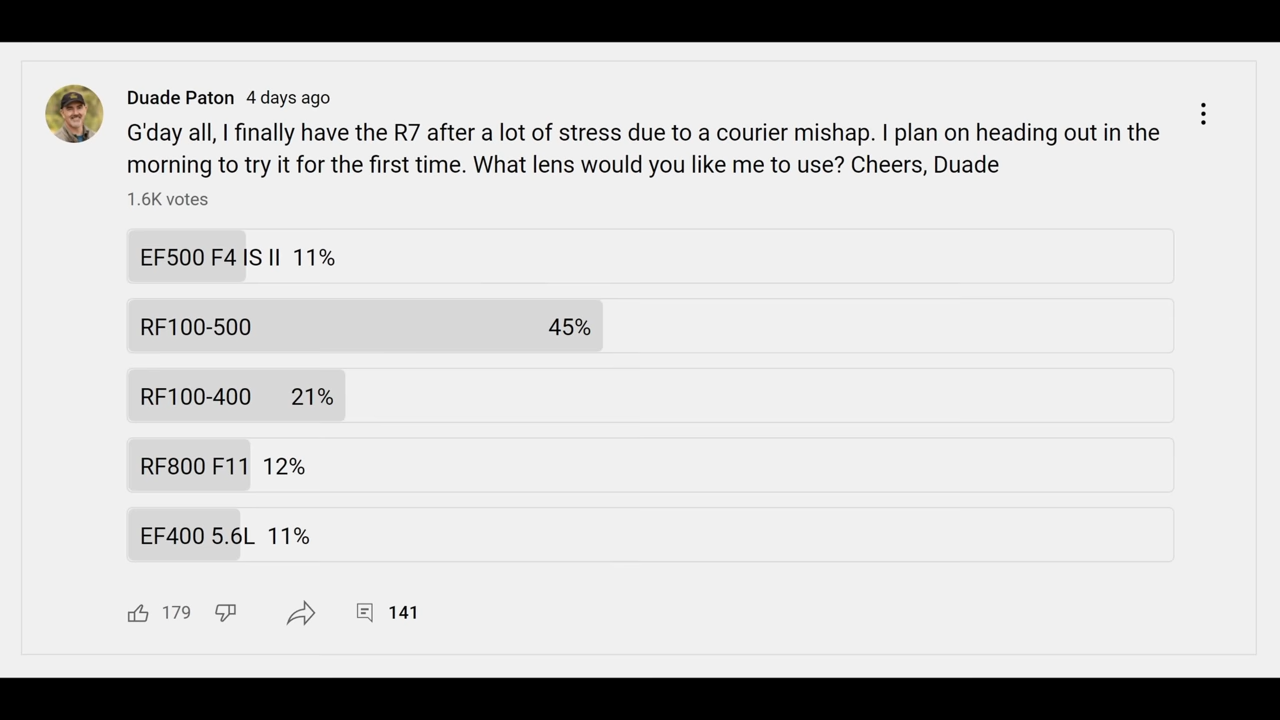 Duade Paton 4 days ago
G'day all, I finally have the R7 after a lot of stress due to a courier mishap. I plan on heading out in the
morning to try it for the first time. What lens would you like me to use? Cheers, Duade
1.6K votes
EF500 F4 IS II 11%
RF100-500 45%
RF100-400 21%
RF800 F11 12%
EF400 5.6L 11%
179 141